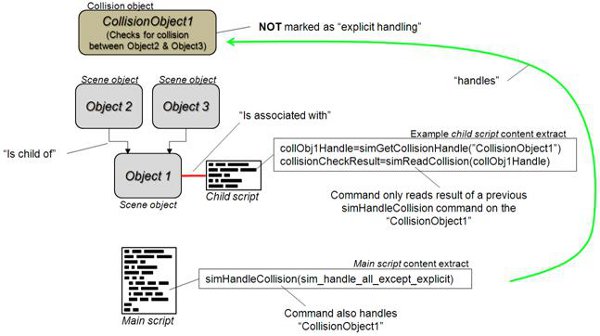 Collision object
CollisionObject1
(Checks for collision
between Object2 & Object3)
NOT marked as “explicit handling”
“handles”
Scene object
Scene object
Object 2
Object 3
“Is associated with”
“Is child of”
Example child script content extract
collObj1Handle=simGetCollisionHandle("CollisionObject1")
collisionCheckResult=simReadCollision(collObj1Handle)
Object 1
Scene object
Child script
Command only reads result of a previous
simHandleCollision command on the
“CollisionObject1”
Main script content extract
simHandleCollision(sim_handle_all_except_explicit)
Command also handles
“CollisionObject1”
Main script